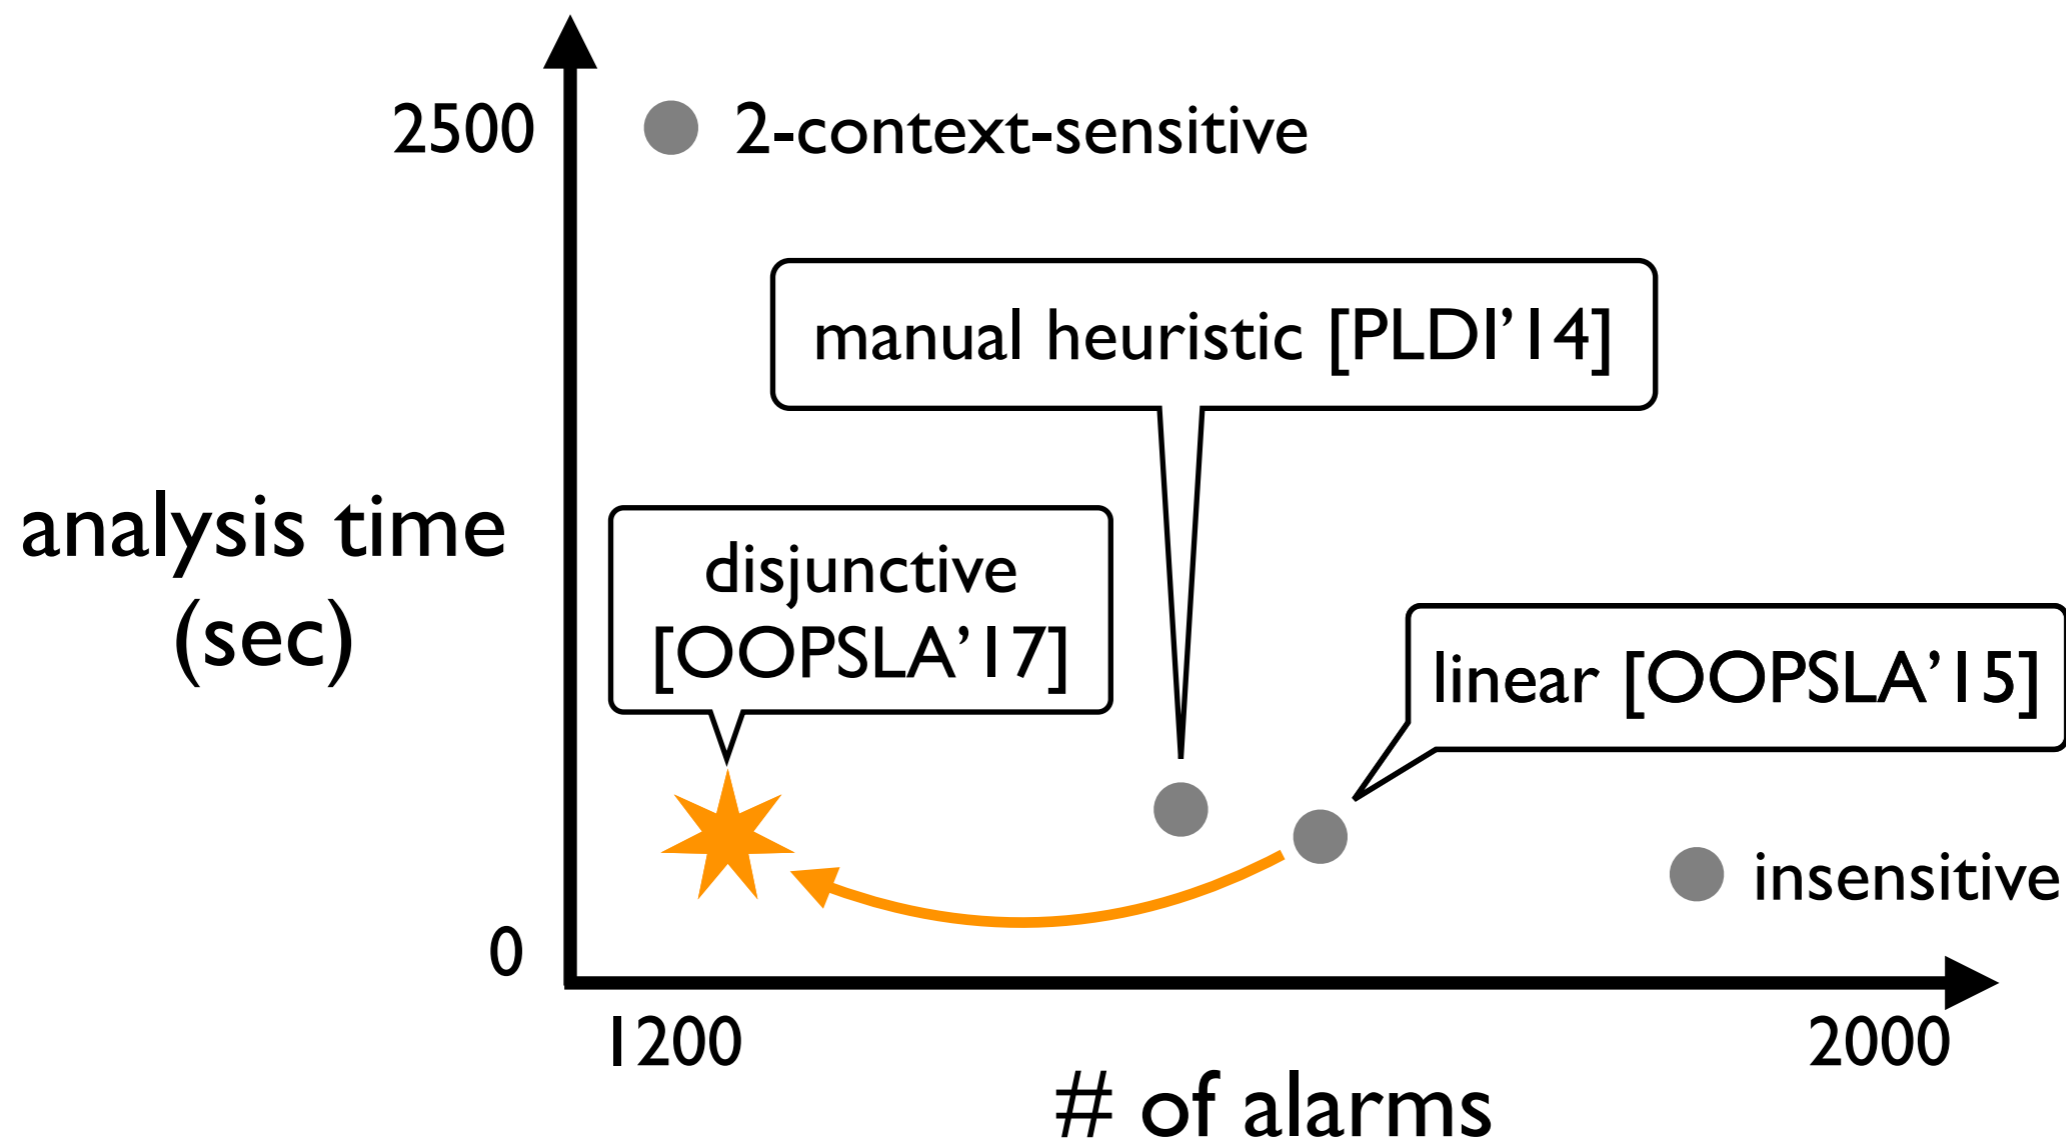 2500
2-context-sensitive
manual heuristic [PLDI’14]
analysis time
(sec)
disjunctive
[OOPSLA’17]
linear [OOPSLA’15]
insensitive
0
1200
2000
# of alarms